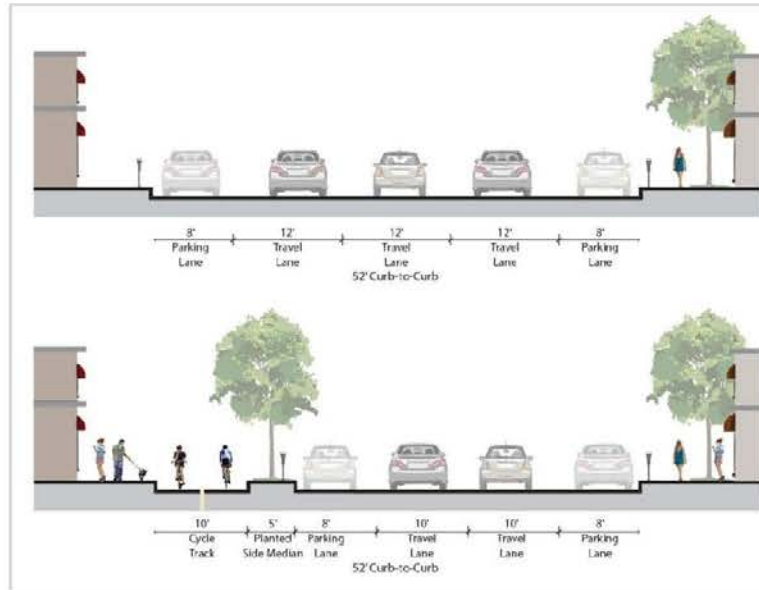 8' 12' 12' 12' 8'
Parking Lane Travel Lane Travel Lane Travel Lane Parking Lane
52' Curb-to-Curb
10' 5' 8' 10' 10' 8'
Cycle Track Planted Side Median Parking Lane Travel Lane Travel Lane Parking Lane
52' Curb-to-Curb